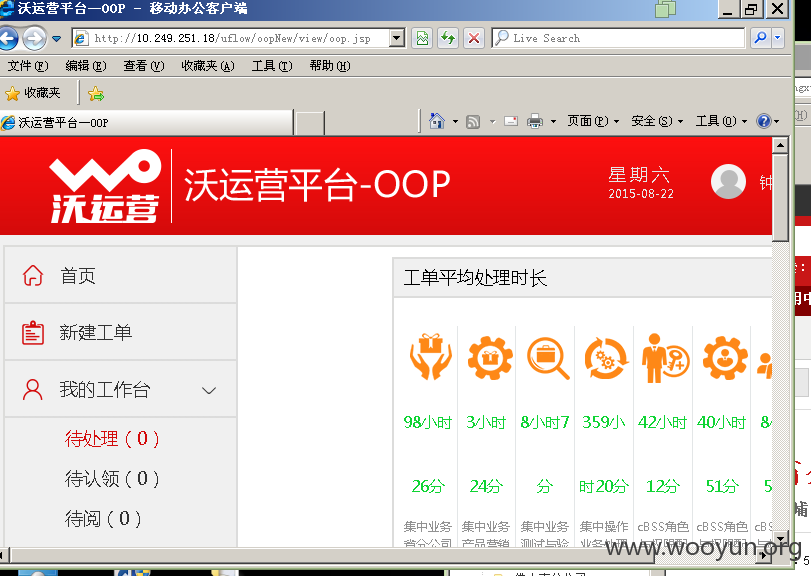 沃运营平台—OOP - 移动办公客户端
http://10.249.251.18/uflow/oopNew/view/oop.jsp
Live Search
文件(F) 编辑(E) 查看(V) 收藏夹(A) 工具(T) 帮助(H)
收藏夹
沃运营平台—OOP
页面(P) 安全(S) 工具(O)
沃运营
沃运营平台-OOP
星期六
2015-08-22
钟
首页
新建工单
我的工作台
待处理 ( 0 )
待认领 ( 0 )
待阅 ( 0 )
工单平均处理时长
98小时 3小时 8小时7 359小 42小时 40小时 8
26分 24分 分 时20分 12分 51分 5
集中业务 集中业务 集中业务 集中操作 cBSS角色 cBSS角色 cBS
省分公司 产品营销 测试与验
www.wooyun.org